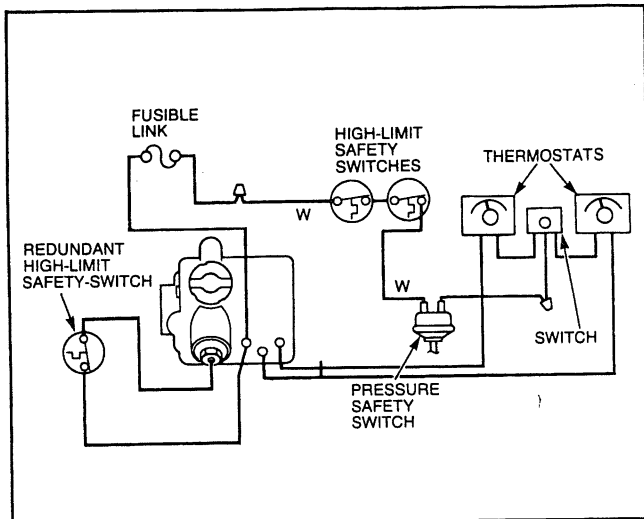 FUSIBLE
LINK
HIGH-LIMIT
SAFETY
SWITCHES
THERMOSTATS
W
REDUNDANT
HIGH-LIMIT
SAFETY-SWITCH
W
SWITCH
PRESSURE
SAFETY
SWITCH